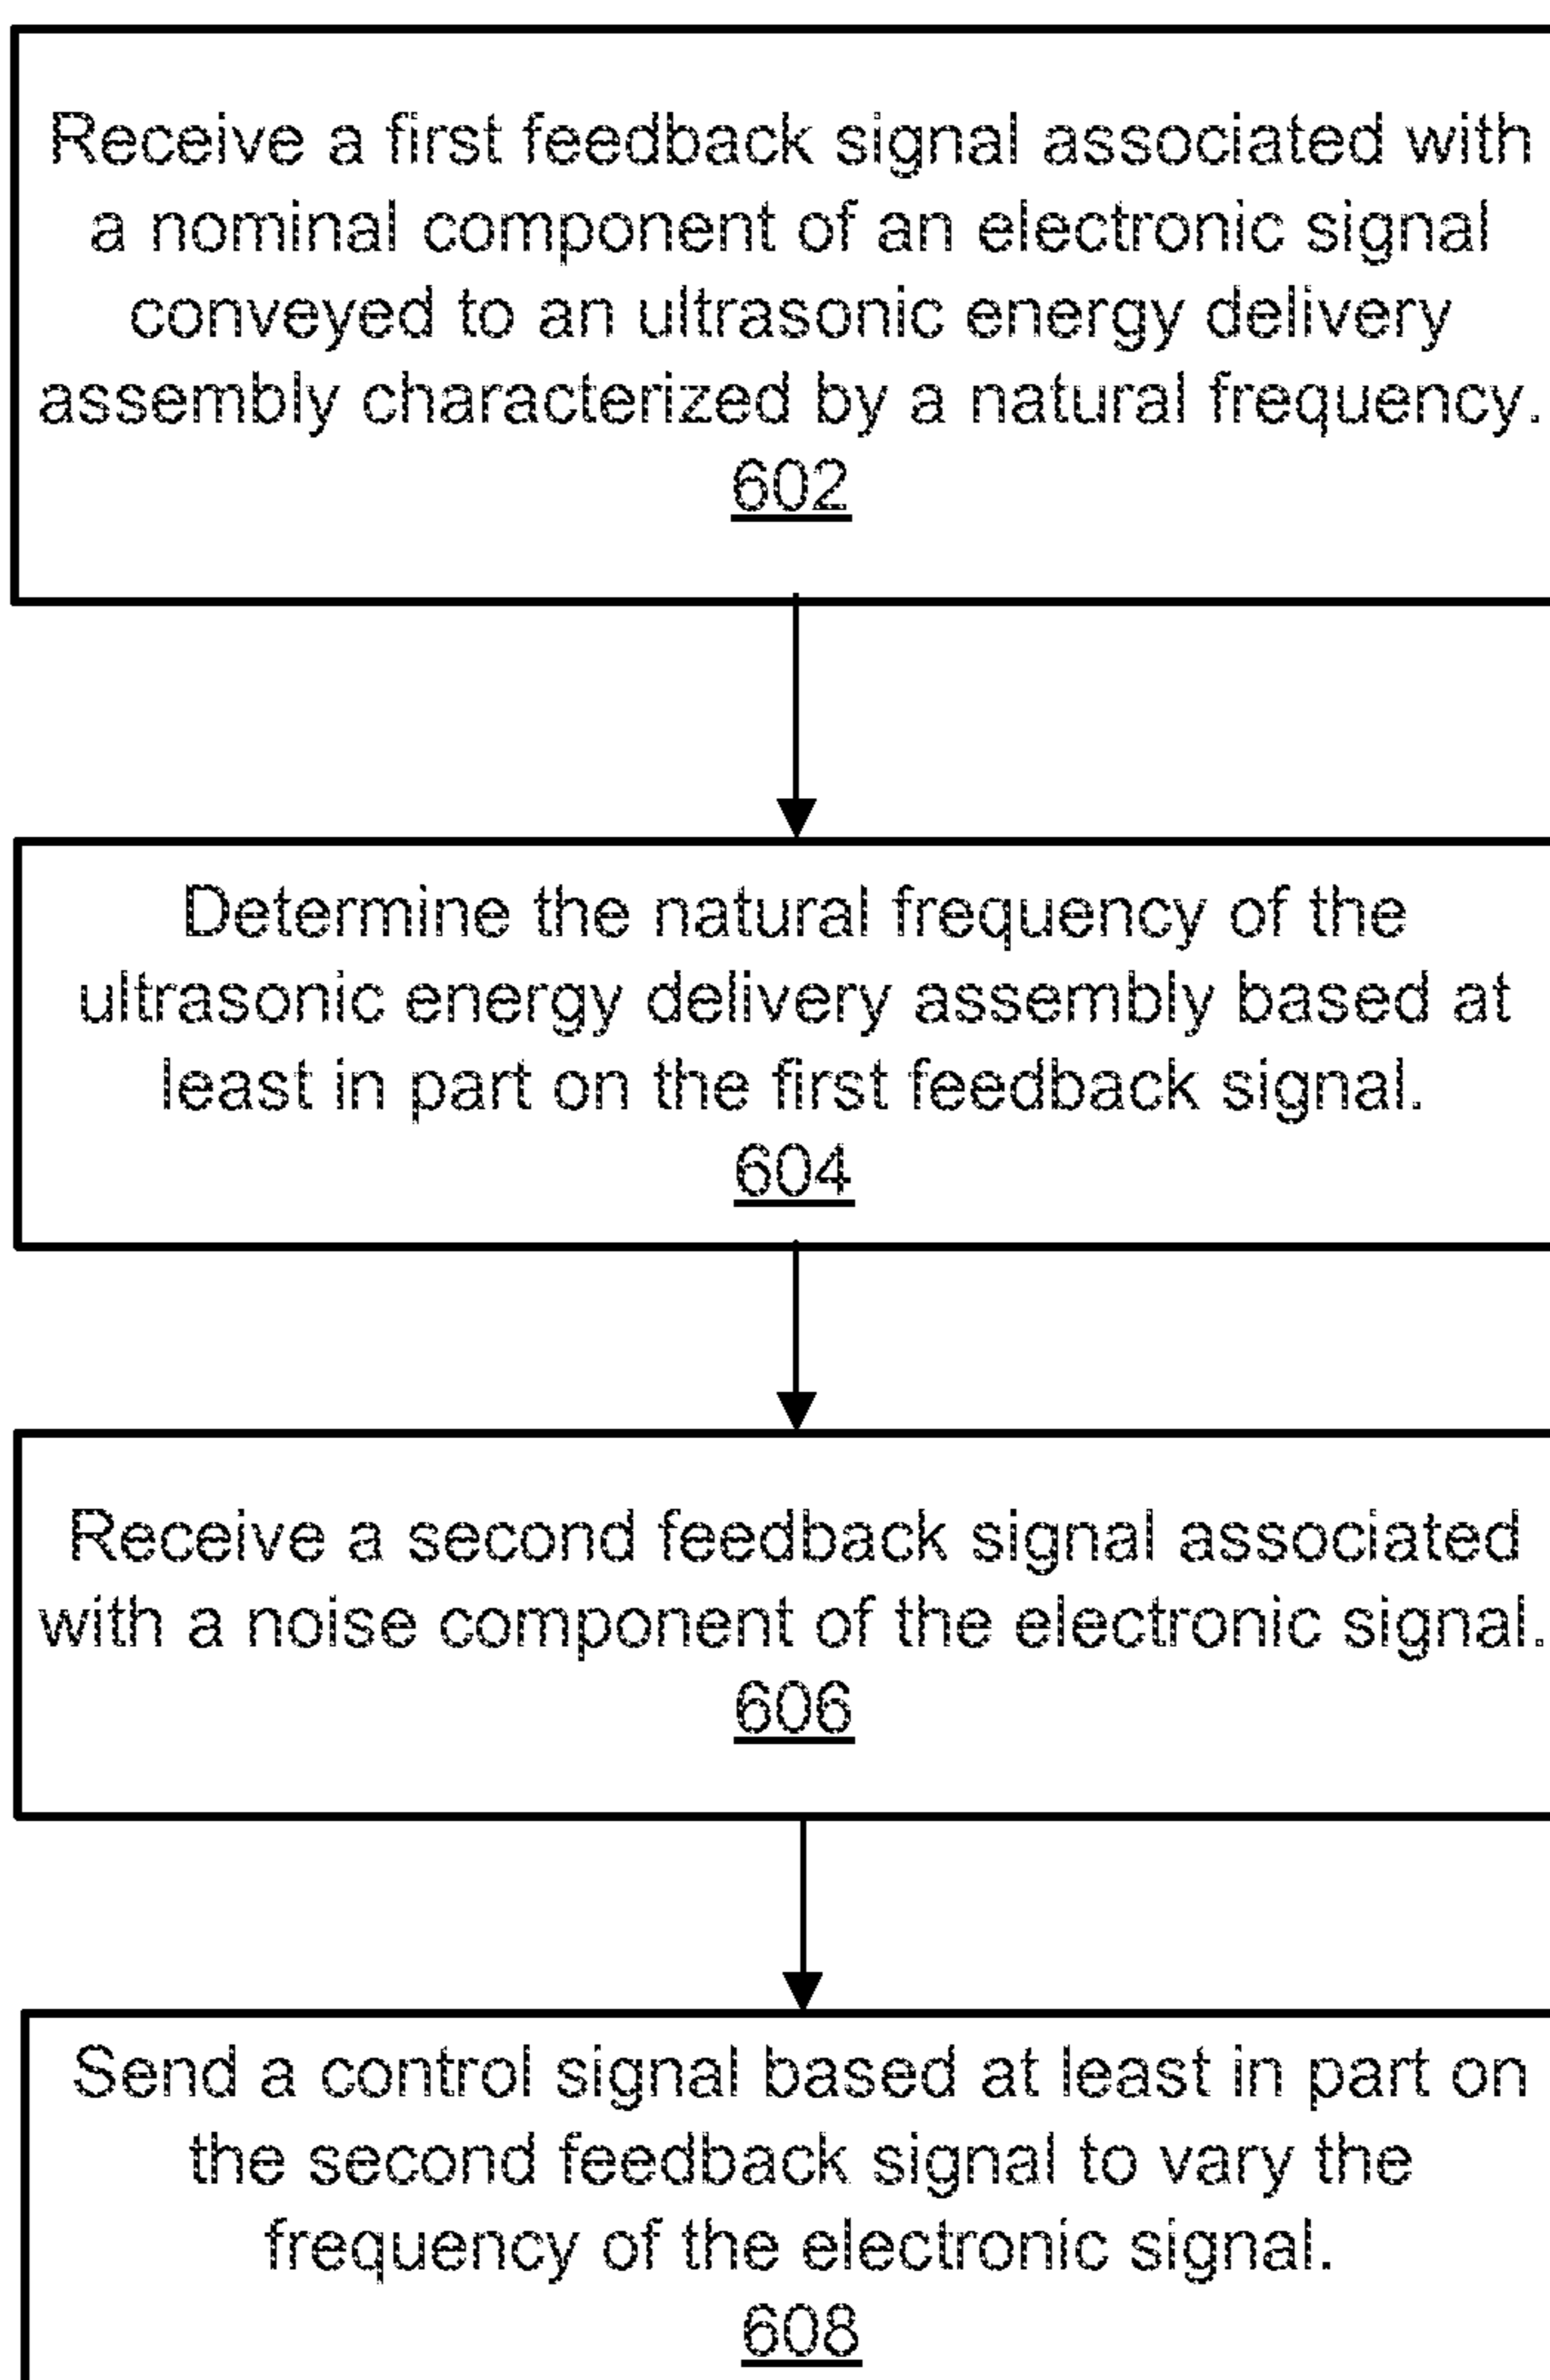 Receive a first feedback signal associated with
a nominal component of an electronic signal
conveyed to an ultrasonic energy delivery
assembly characterized by a natural frequency.
602
Determine the natural frequency of the
ultrasonic energy delivery assembly based at
least in part on the first feedback signal.
604
Receive a second feedback signal associated
with a noise component of the electronic signal.
606
Send a control signal based at least in part on
the second feedback signal to vary the
frequency of the electronic signal.
608